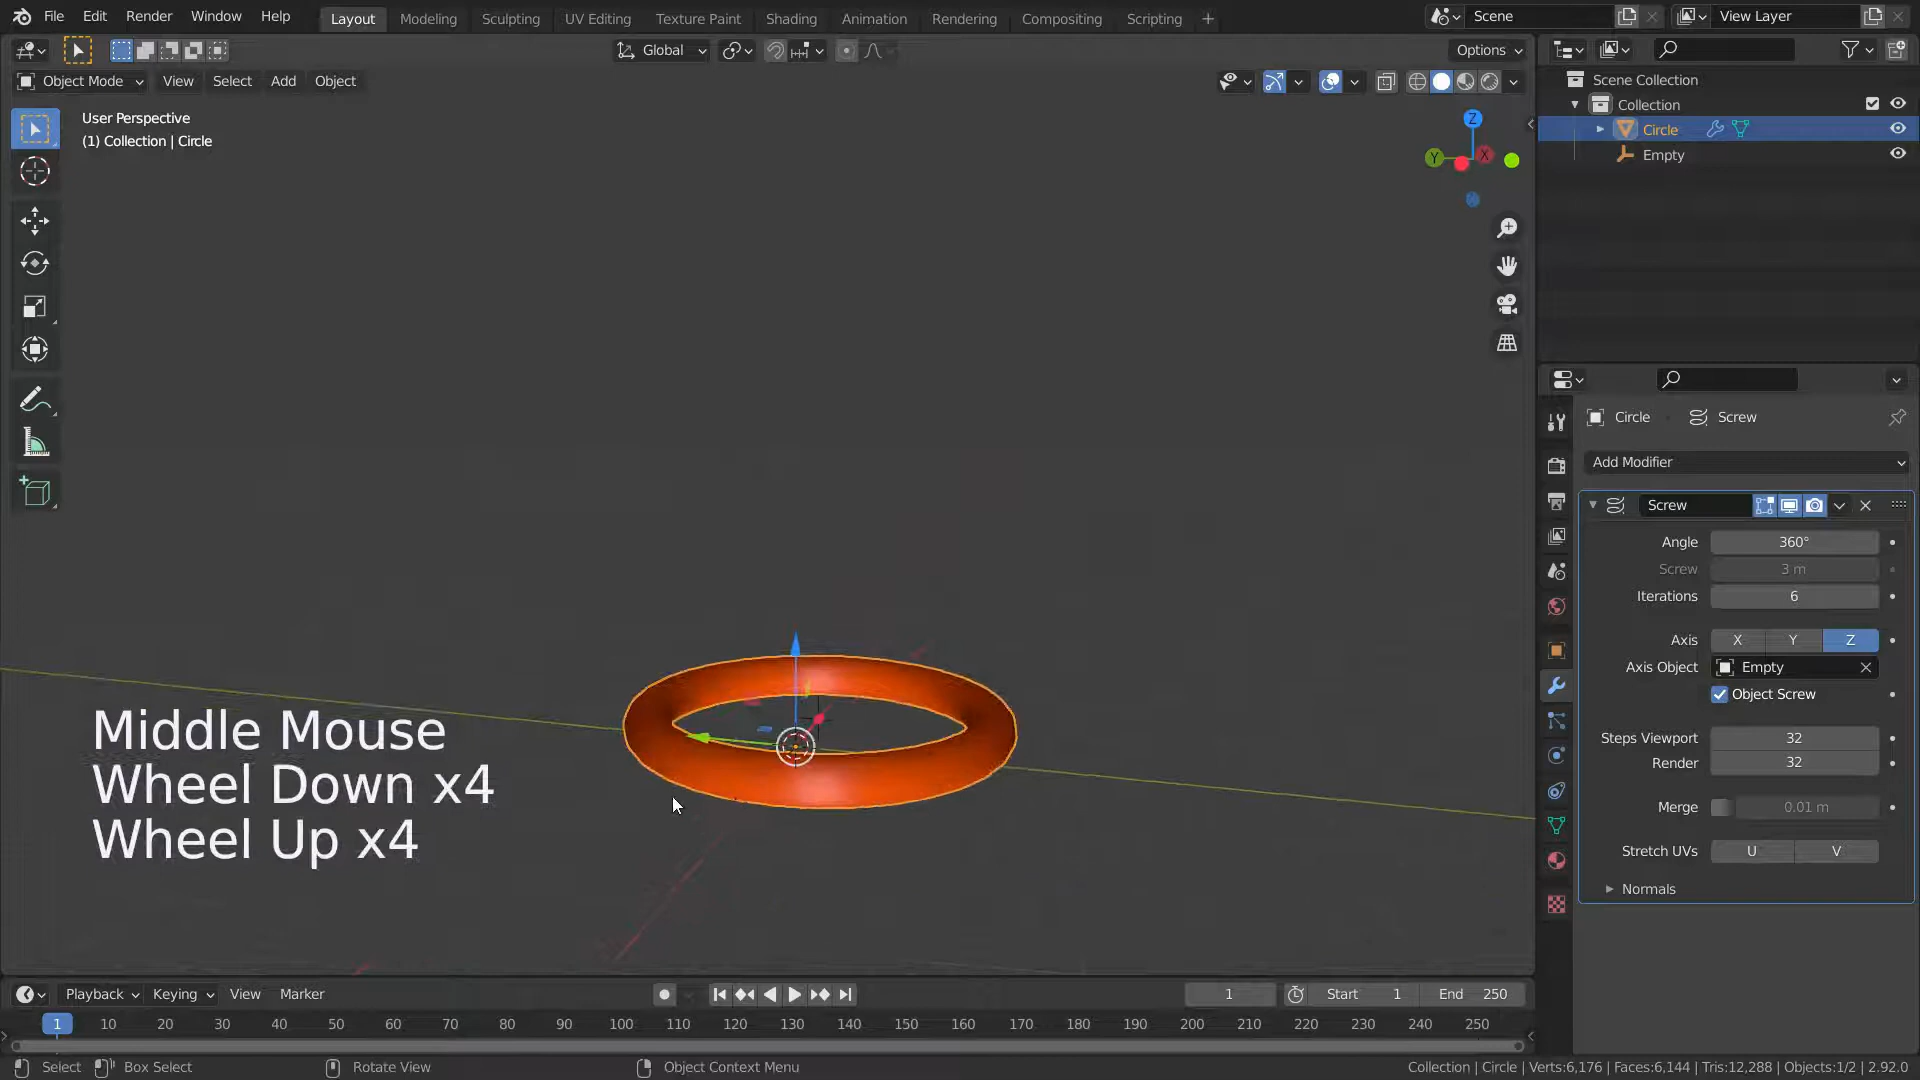 File Edit Render Window Help Layout Modeling Sculpting UV Editing Texture Paint Shading Animation Rendering Compositing Scripting + Scene View Layer
Global Options
Object Mode View Select Add Object
User Perspective
(1) Collection | Circle
Z
Y X
Scene Collection
Collection
Circle
Empty
Circle Screw
Add Modifier
Screw
Angle 360°
Screw 3 m
Iterations 6
Axis X Y Z
Axis Object Empty
Object Screw
Steps Viewport 32
Render 32
Merge 0.01 m
Stretch UVs U V
Normals
Middle Mouse
Wheel Down x4
Wheel Up x4
Playback Keying View Marker 1 Start 1 End 250
1 10 20 30 40 50 60 70 80 90 100 110 120 130 140 150 160 170 180 190 200 210 220 230 240 250
Select Box Select Rotate View Object Context Menu Collection | Circle | Verts:6,176 | Faces:6,144 | Tris:12,288 | Objects:1/2 | 2.92.0